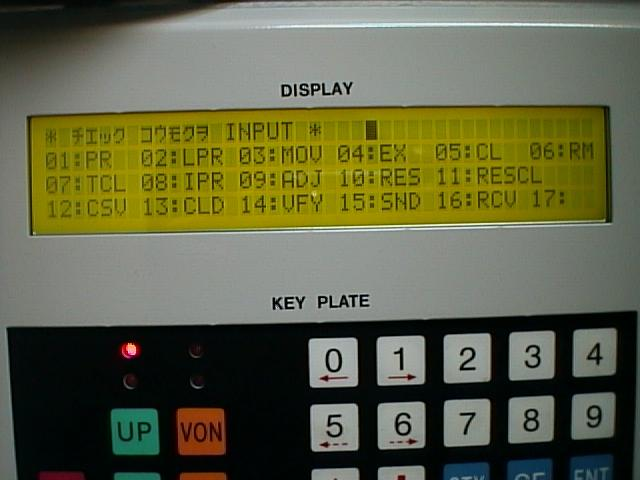 DISPLAY
* チェック コウモクヲ INPUT *
01:PR 02:LPR 03:MOV 04:EX 05:CL 06:RM
07:TCL 08:IPR 09:ADJ 10:RES 11:RESCL
12:CSV 13:CLD 14:VFY 15:SND 16:RCV 17:
KEY PLATE
0 1 2 3 4
UP VON 5 6 7 8 9
ENT